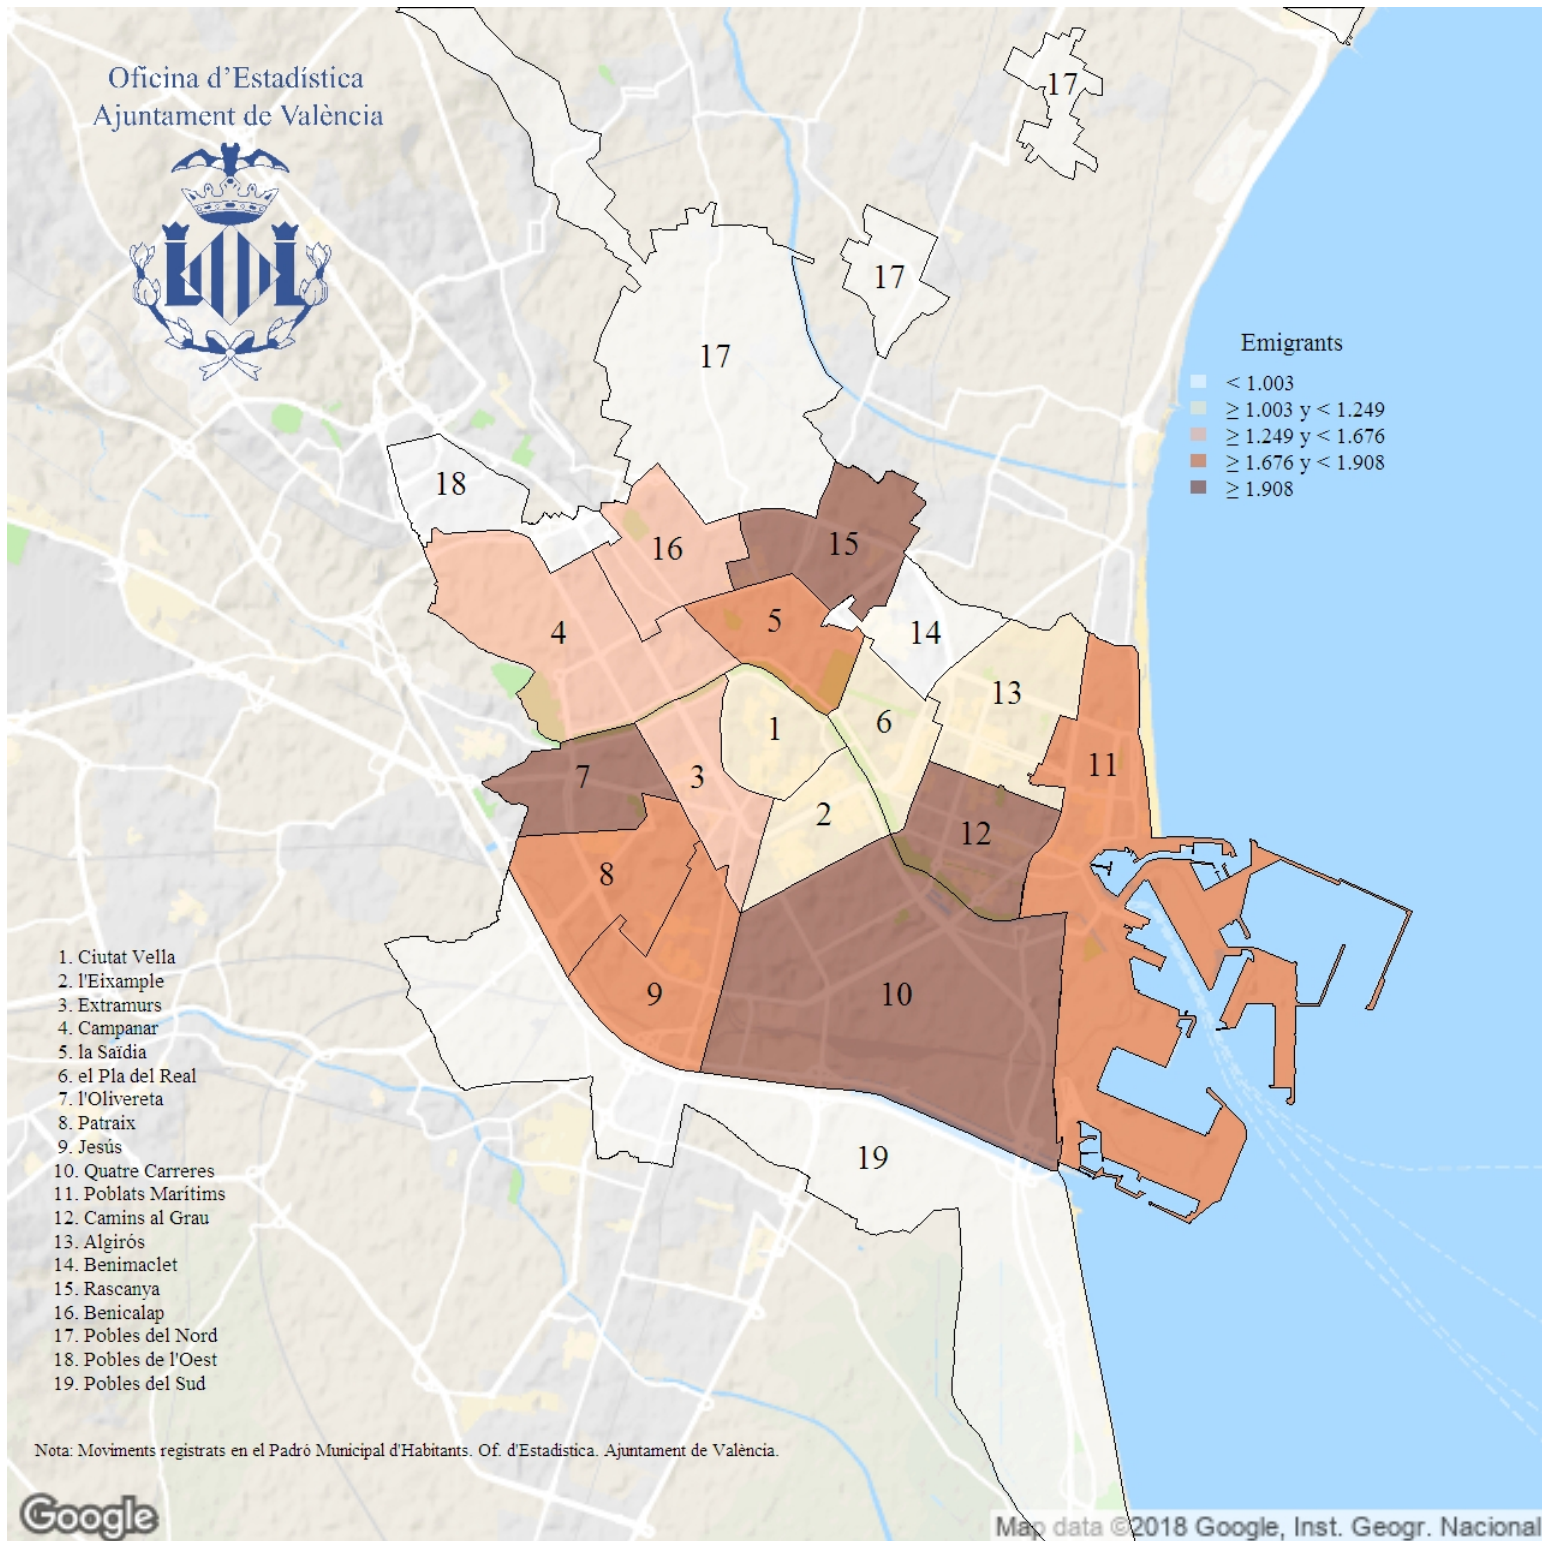 Oficina d'Estadística
Ajuntament de València
17
17
17
18
16
15
5
4
14
13
1
6
11
7
3
2
12
8
9
10
19
Emigrants
< 1.003
≥ 1.003 y < 1.249
≥ 1.249 y < 1.676
≥ 1.676 y < 1.908
≥ 1.908
1. Ciutat Vella
2. l'Eixample
3. Extramurs
4. Campanar
5. la Saïdia
6. el Pla del Real
7. l'Olivereta
8. Patraix
9. Jesús
10. Quatre Carreres
11. Poblats Marítims
12. Camins al Grau
13. Algirós
14. Benimaclet
15. Rascanya
16. Benicalap
17. Pobles del Nord
18. Pobles de l'Oest
19. Pobles del Sud
Nota: Moviments registrats en el Padró Municipal d'Habitants. Of. d'Estadística. Ajuntament de València.
Google
Map data ©2018 Google, Inst. Geogr. Nacional